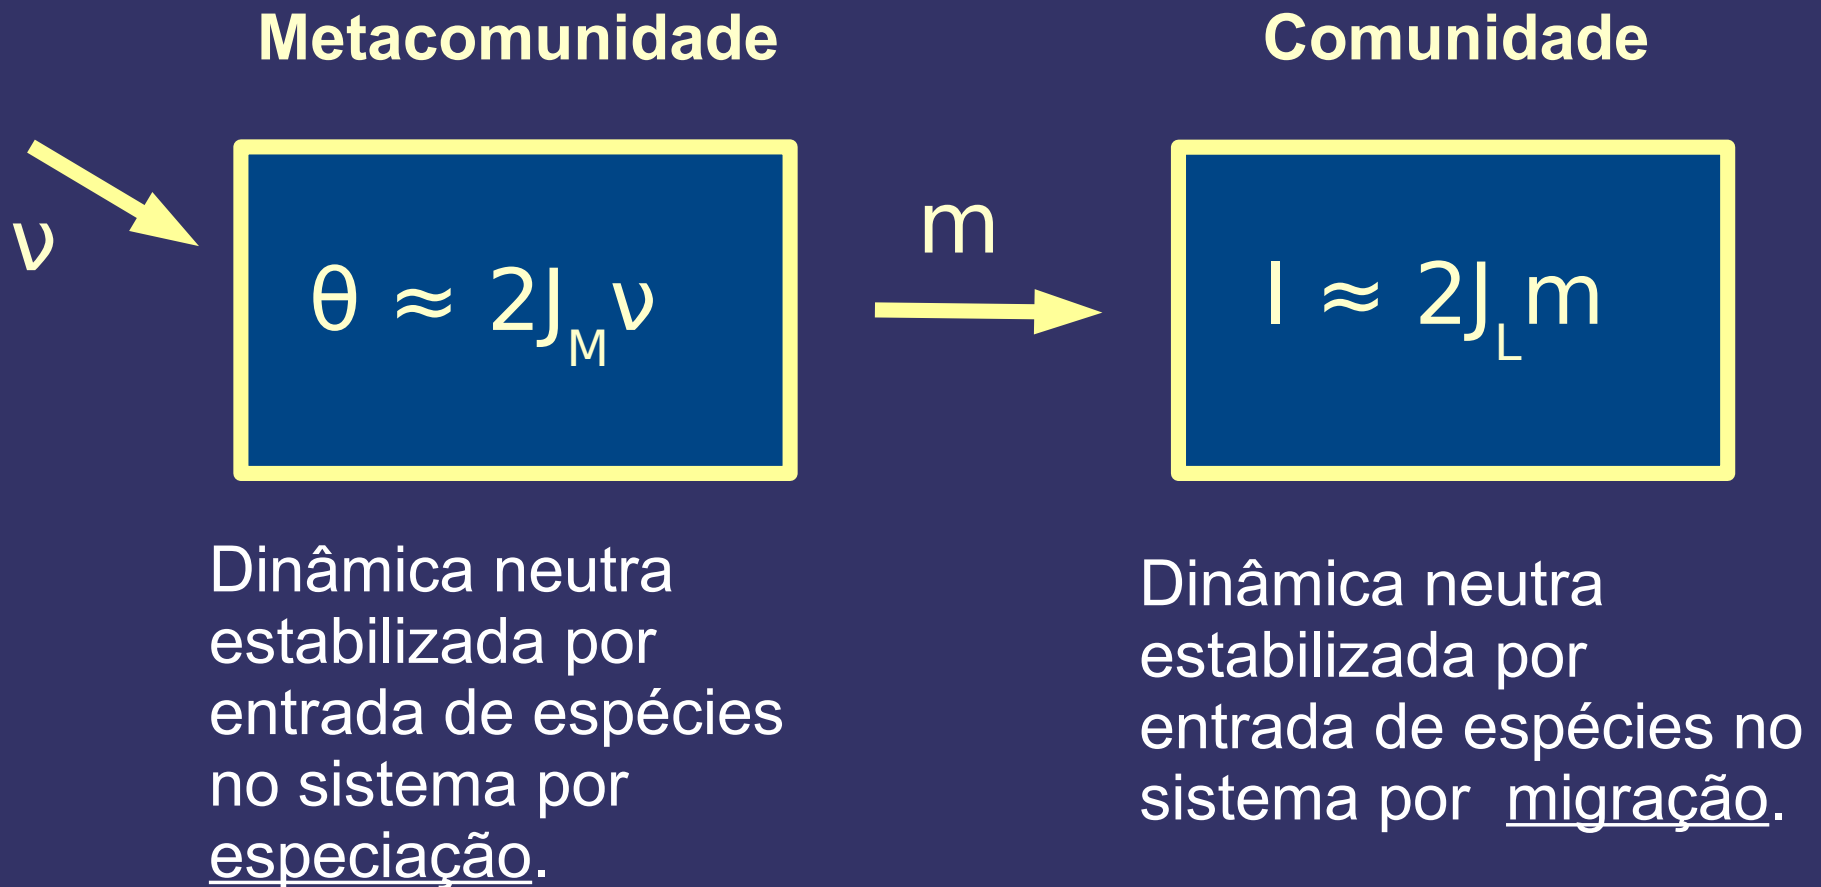 Metacomunidade
Comunidade
ν
θ ≈ 2J_Mν
m
I ≈ 2J_Lm
Dinâmica neutra
estabilizada por
entrada de espécies
no sistema por
especiação.
Dinâmica neutra
estabilizada por
entrada de espécies no
sistema por migração.